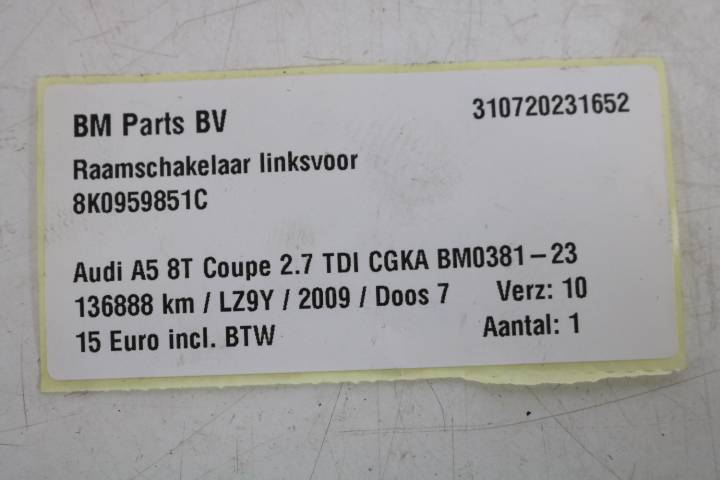 BM Parts BV 310720231652
Raamschakelaar linksvoor
8K0959851C
Audi A5 8T Coupe 2.7 TDI CGKA BM0381-23
136888 km / LZ9Y / 2009 / Doos 7 Verz: 10
15 Euro incl. BTW Aantal: 1